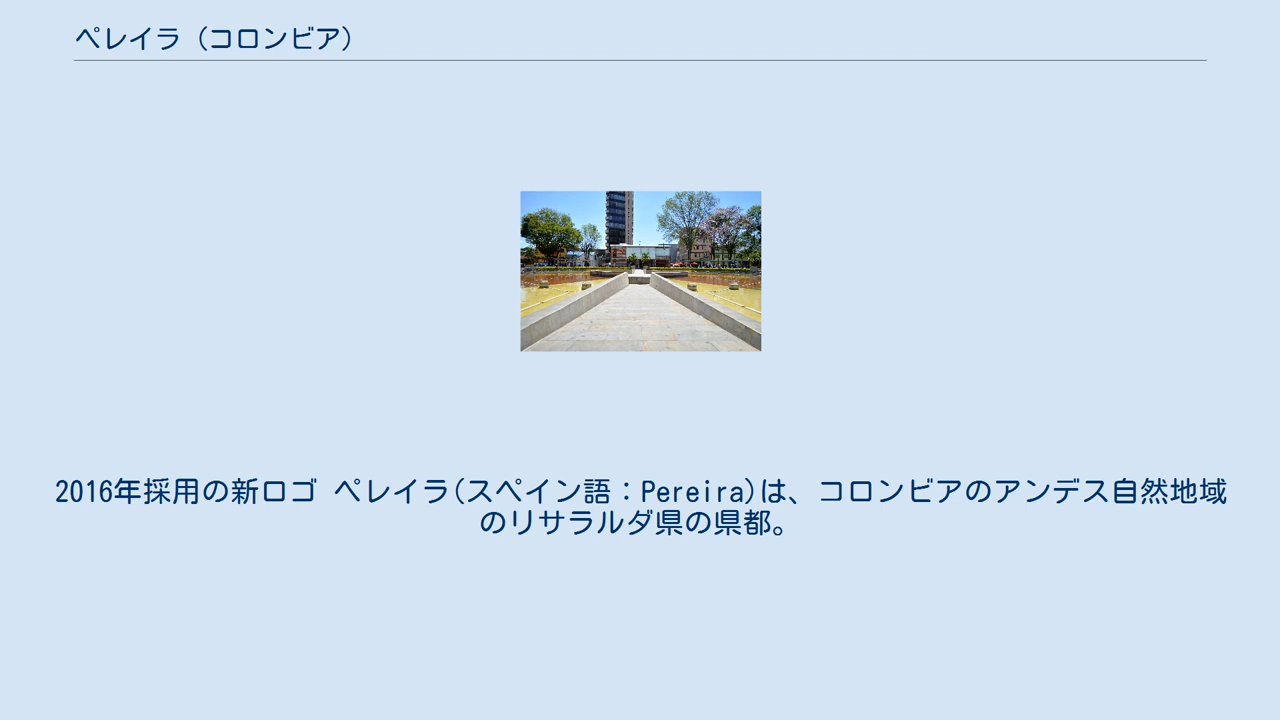 ペレイラ（コロンビア）
2016年採用の新ロゴ ペレイラ(スペイン語：Pereira)は、コロンビアのアンデス自然地域
のリサラルダ県の県都。